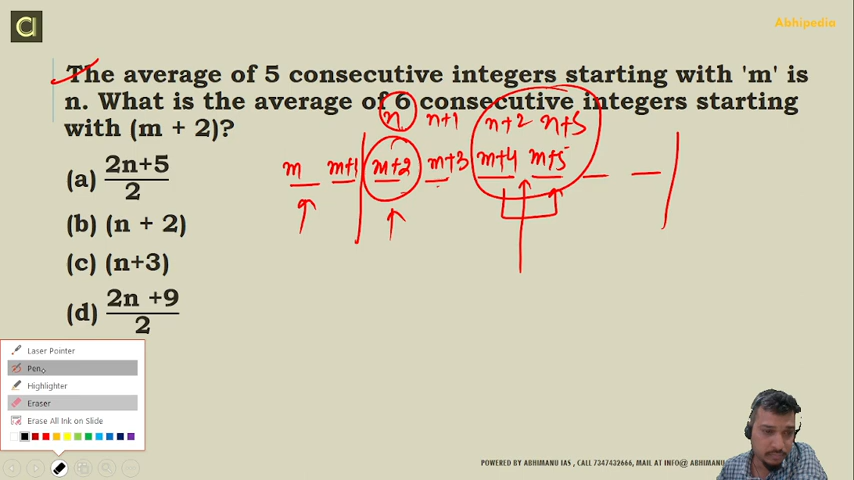 a
Abhipedia
The average of 5 consecutive integers starting with 'm' is
n. What is the average of 6 consecutive integers starting
with (m + 2)?
n n+1 n+2 n+5
m m+1 m+2 m+3 m+4 m+5
(a) 2n+5
2
(b) (n + 2)
(c) (n+3)
(d) 2n +9
2
Laser Pointer
Pen
Highlighter
Eraser
Erase All Ink on Slide
POWERED BY ABHIMANU IAS , CALL 7347432666, MAIL AT INFO@ ABHIMANU